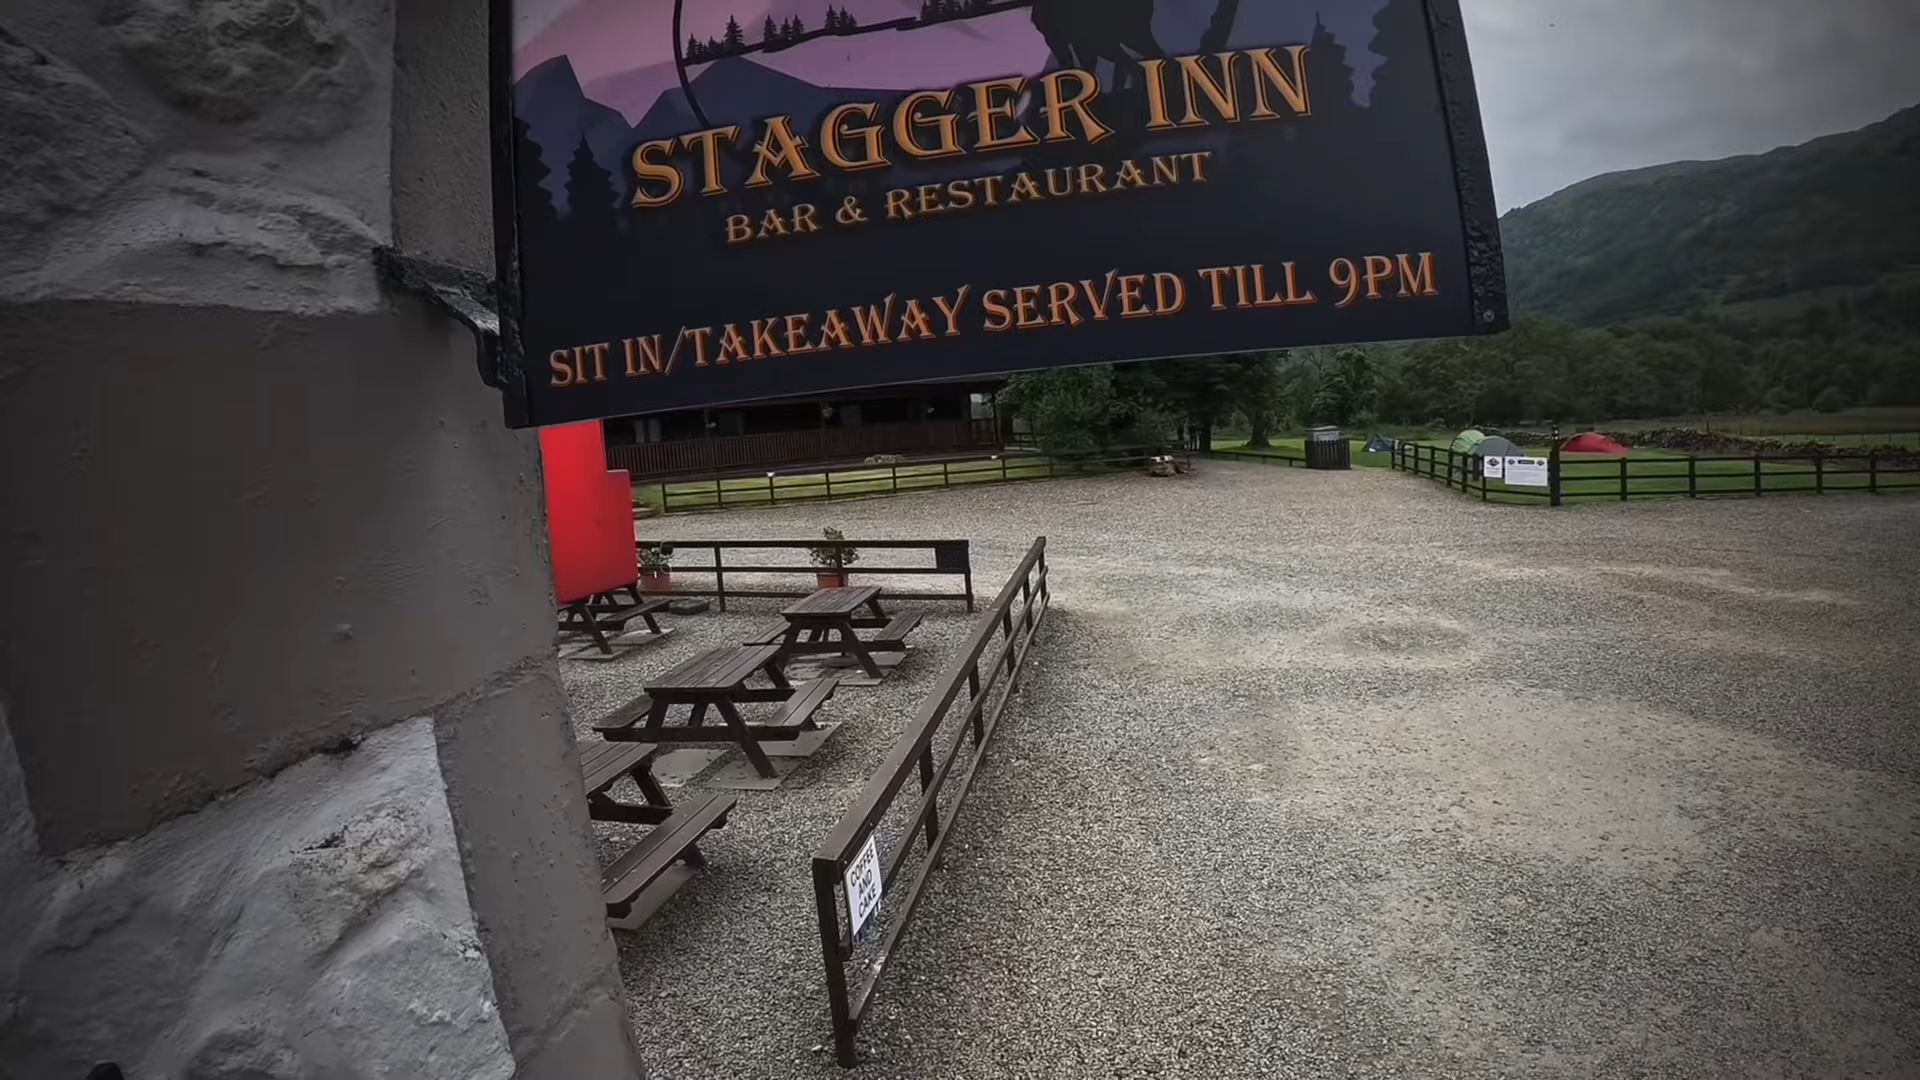 STAGGER INN
BAR & RESTAURANT
SIT IN/TAKEAWAY SERVED TILL 9PM
COFFEE
AND
CAKE